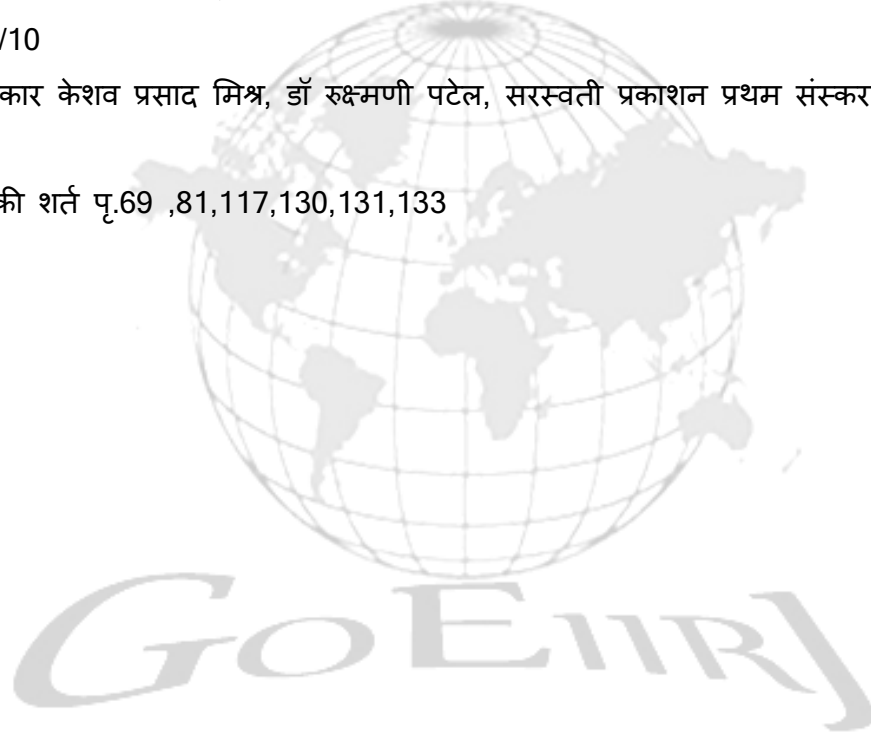 /10
कार केशव प्रसाद मिश्र, डॉ रुक्ष्मणी पटेल, सरस्वती प्रकाशन प्रथम संस्कर
की शर्त पृ.69 ,81,117,130,131,133
GOEIIRJ